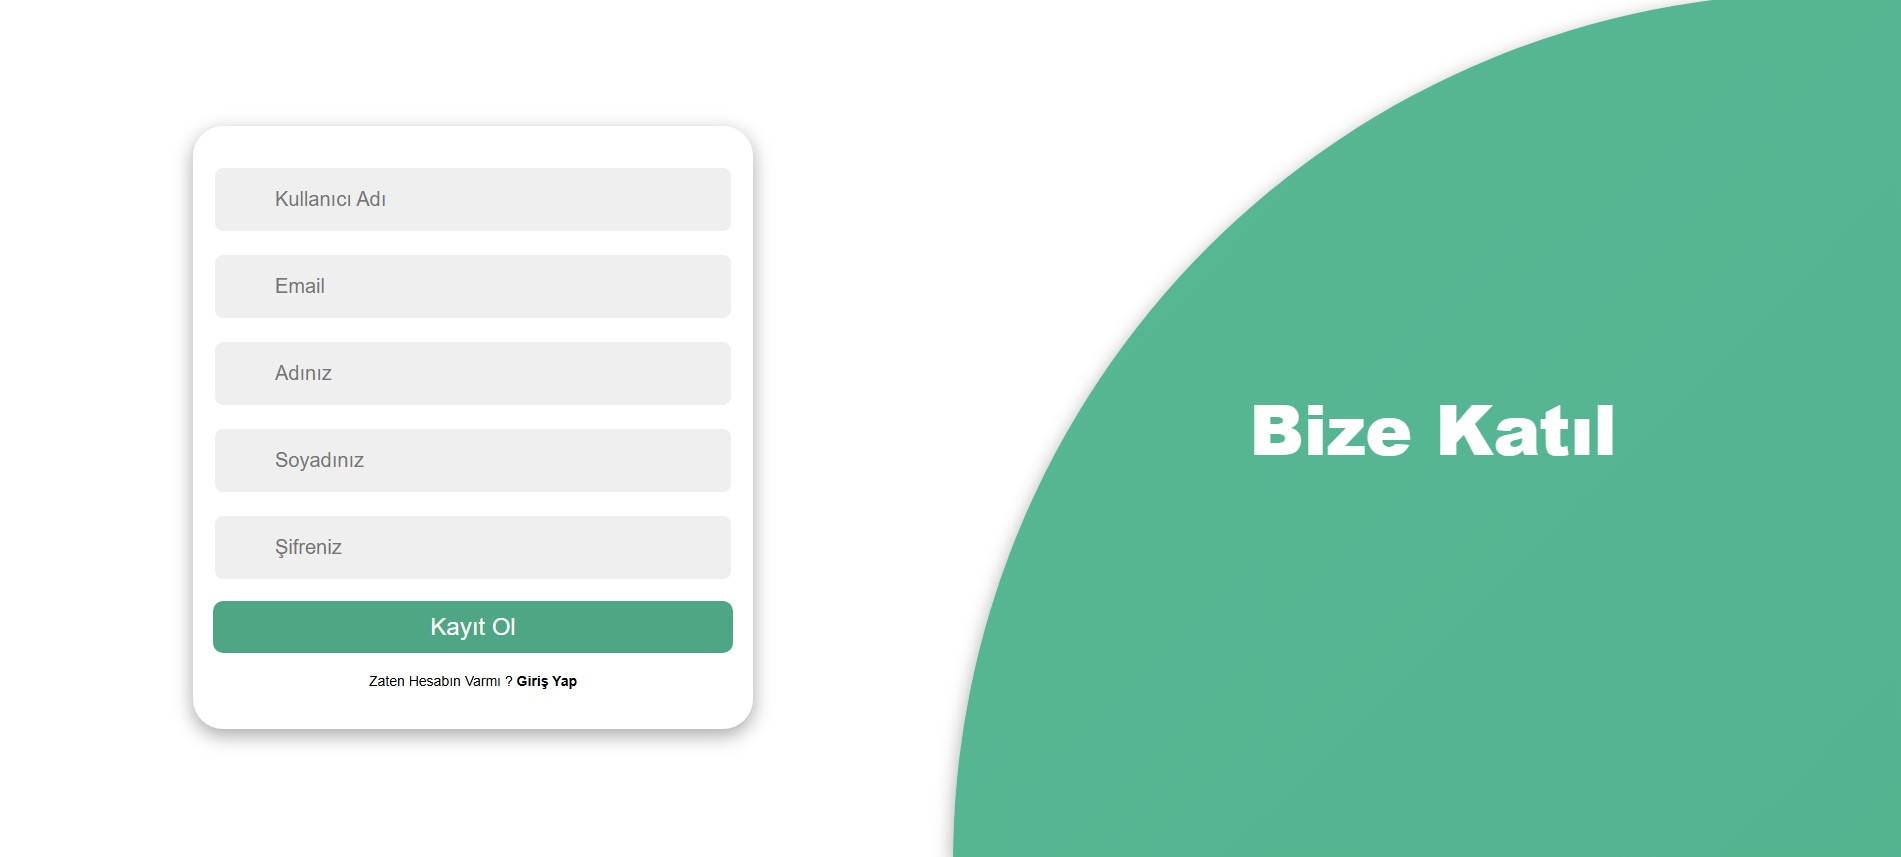 Kullanıcı Adı
Email
Adınız
Soyadınız
Şifreniz
Kayıt Ol
Zaten Hesabın Varmı ? Giriş Yap
Bize Katıl